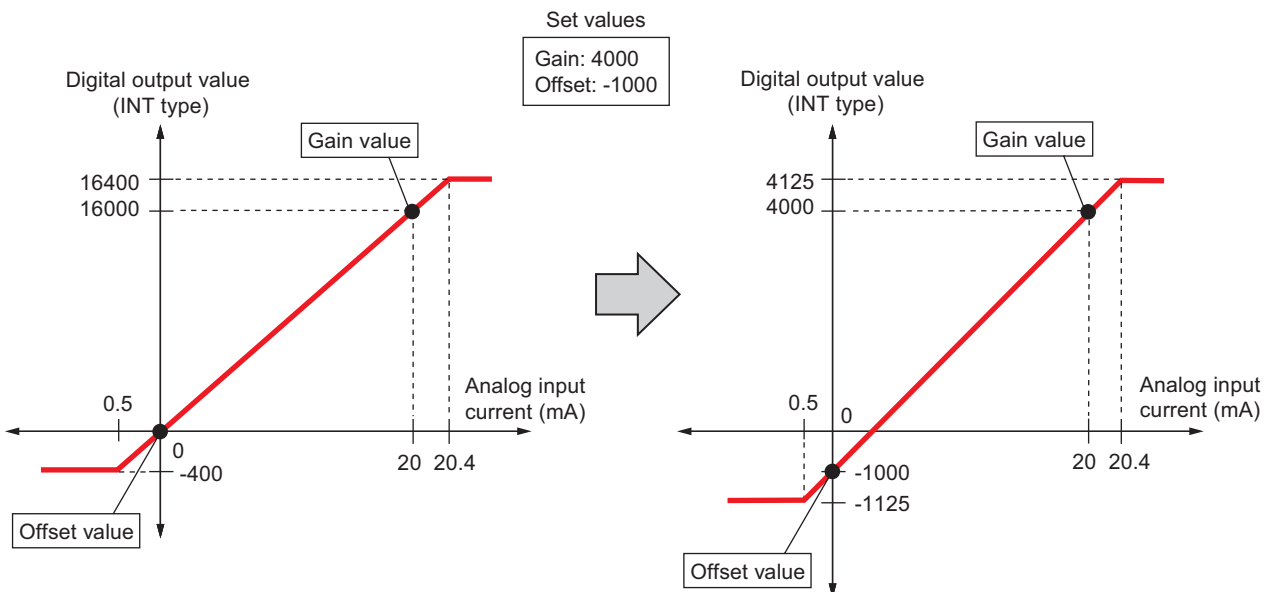 Set values
Gain: 4000
Offset: -1000
Digital output value
(INT type)
Gain value
16400
16000
0.5
Analog input
current (mA)
0
20 20.4
-400
Offset value
Digital output value
(INT type)
Gain value
4125
4000
0.5
0
Analog input
current (mA)
20 20.4
-1000
-1125
Offset value